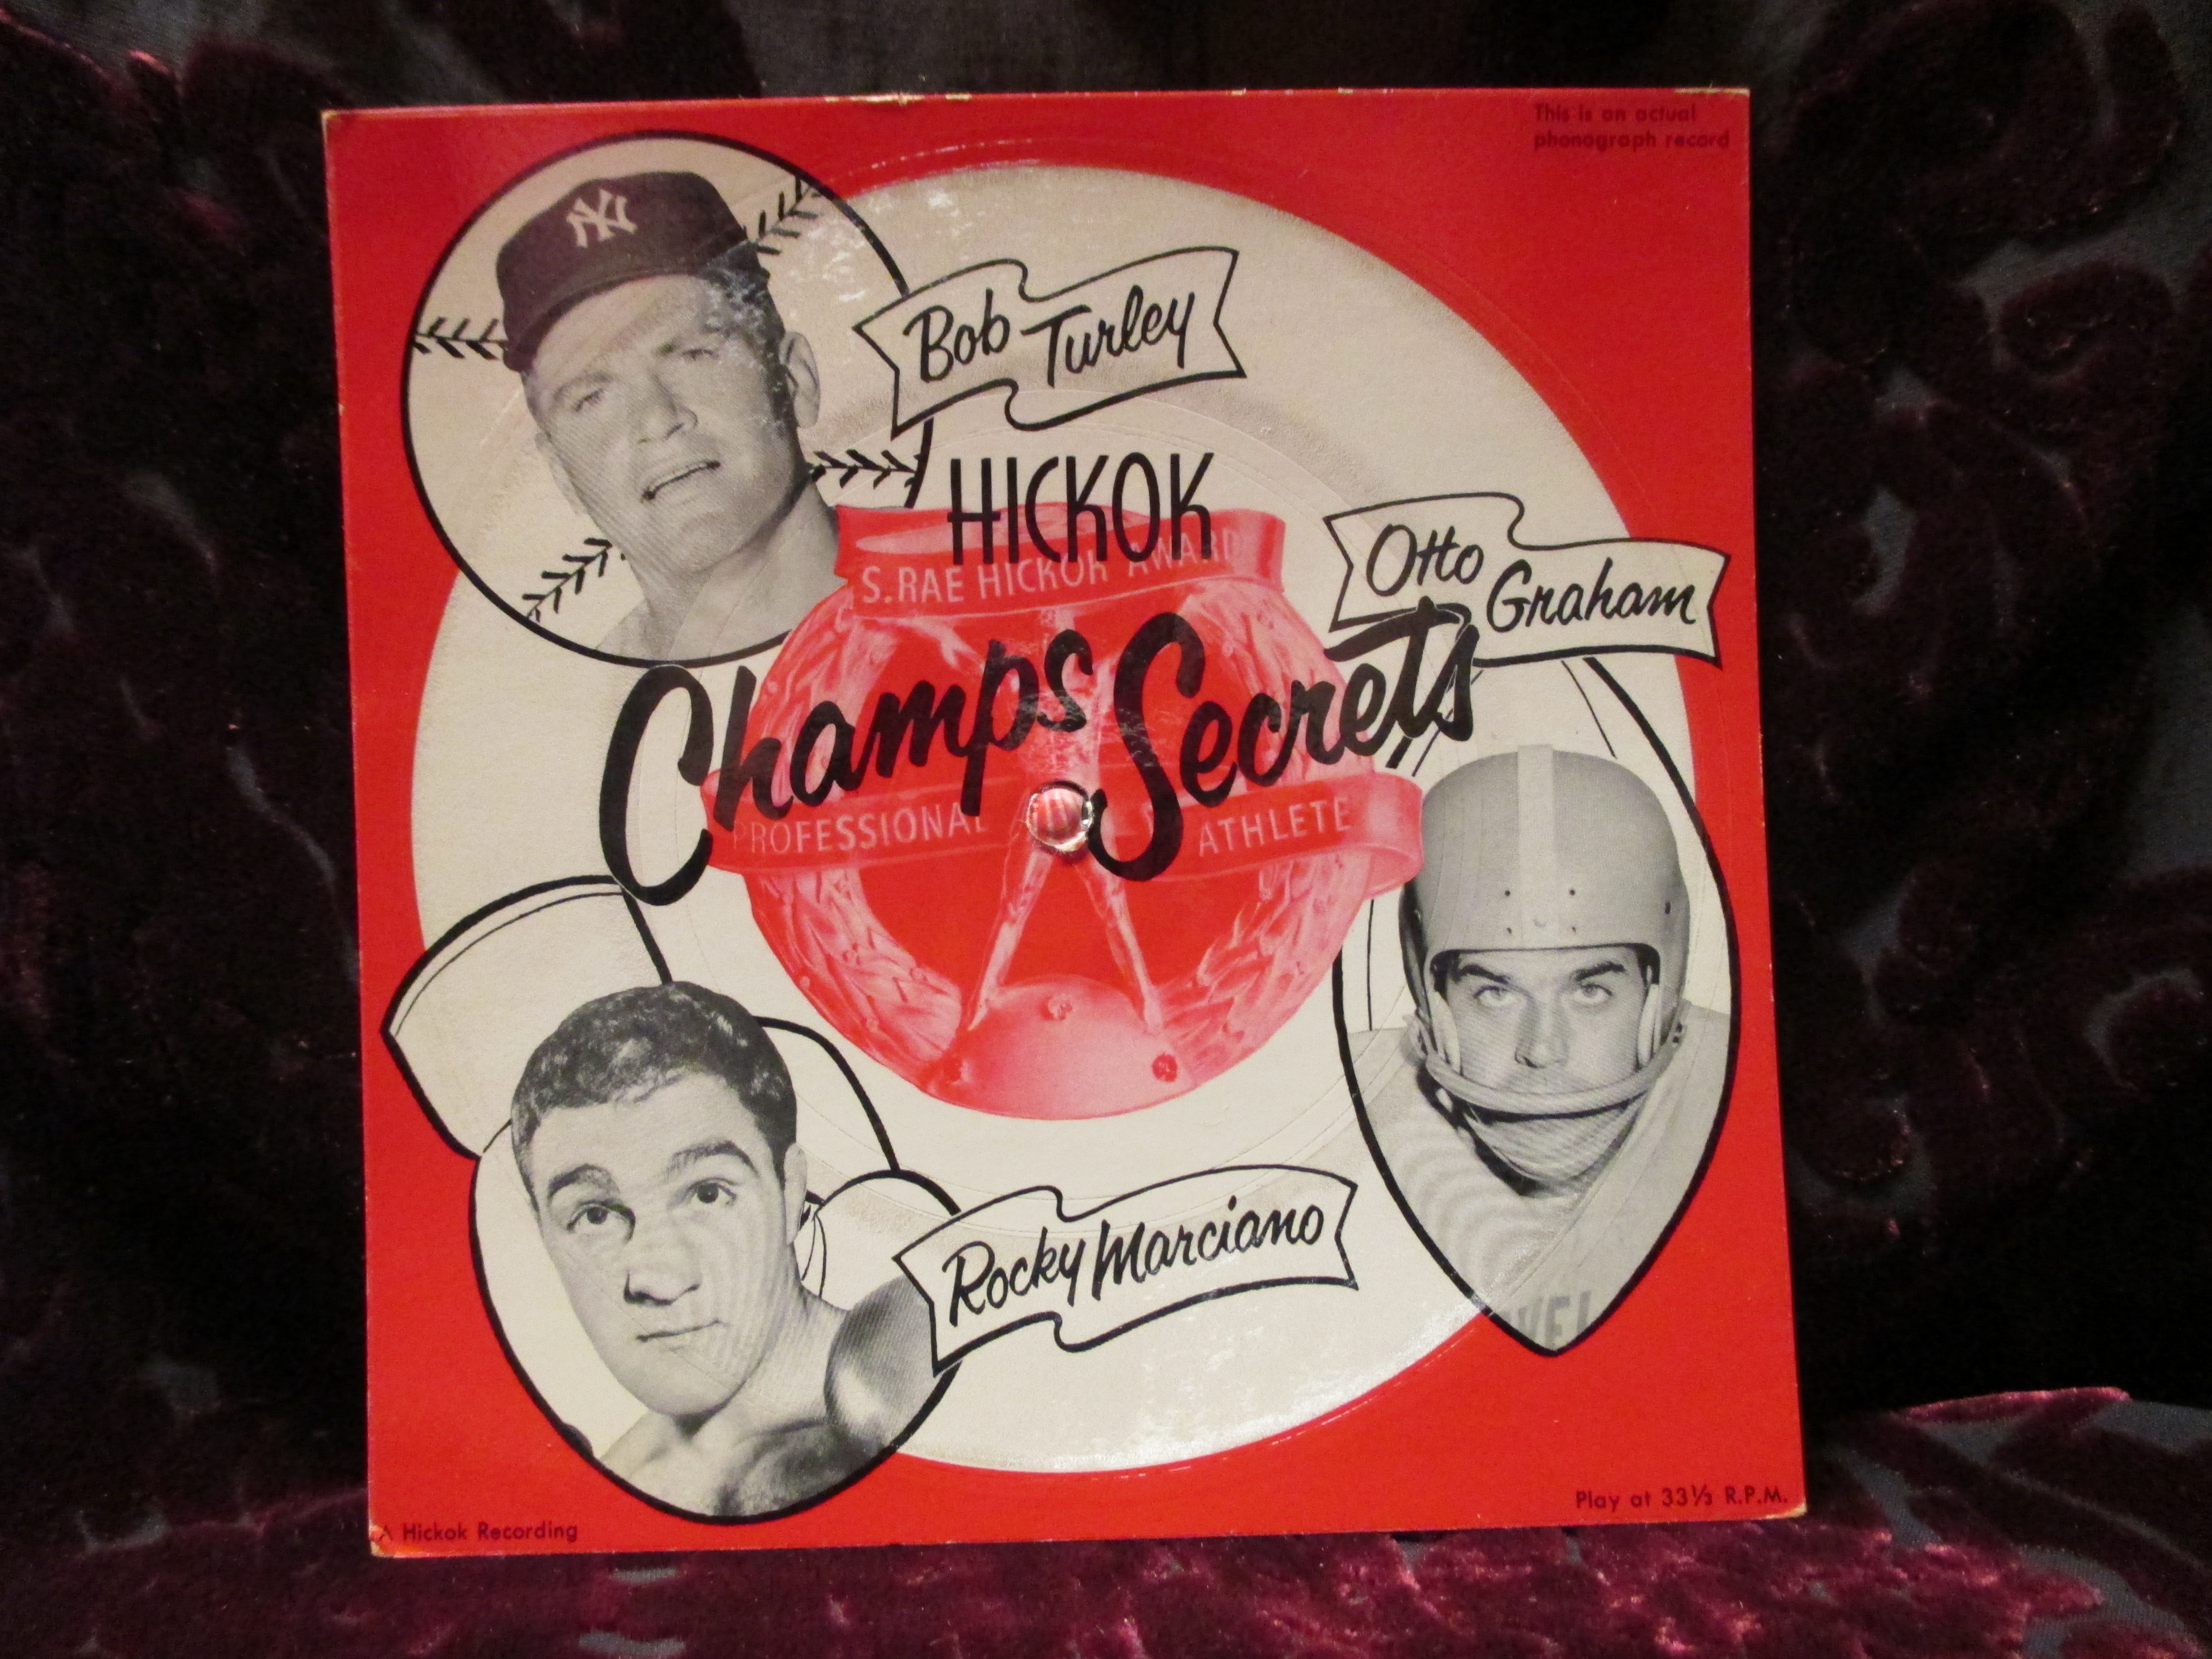 This is an actual
phonograph record
NY
Bob Turley
HICKOK
S. RAE HICKOK AWARD
Otto
Graham
Champs Secrets
PROFESSIONAL
ATHLETE
Rocky Marciano
Play at 33⅓ R.P.M.
A Hickok Recording